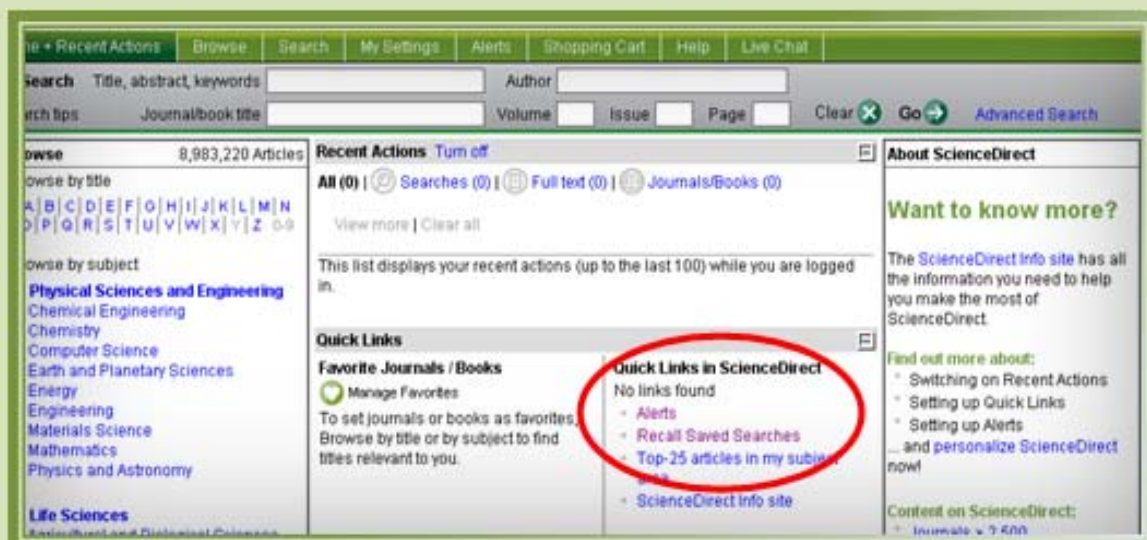 e + Recent Actions Browse Search My Settings Alerts Shopping Cart Help Live Chat
Search Title, abstract, keywords Author
rch tips Journal/book title Volume Issue Page Clear Go Advanced Search
owse 8,983,220 Articles
owse by title
A|B|C|D|E|F|G|H|I|J|K|L|M|N
O|P|Q|R|S|T|U|V|W|X|Y|Z 0-9
owse by subject
Physical Sciences and Engineering
Chemical Engineering
Chemistry
Computer Science
Earth and Planetary Sciences
Energy
Engineering
Materials Science
Mathematics
Physics and Astronomy
Life Sciences
Agricultural and Biological Sciences
Recent Actions Turn off
All (0) | Searches (0) | Full text (0) | Journals/Books (0)
View more | Clear all
This list displays your recent actions (up to the last 100) while you are logged
in.
Quick Links
Favorite Journals / Books
Manage Favorites
To set journals or books as favorites,
Browse by title or by subject to find
titles relevant to you.
Quick Links in ScienceDirect
No links found
Alerts
Recall Saved Searches
Top-25 articles in my subject
area
ScienceDirect Info site
About ScienceDirect
Want to know more?
The ScienceDirect Info site has all
the information you need to help
you make the most of
ScienceDirect.
Find out more about:
Switching on Recent Actions
Setting up Quick Links
Setting up Alerts
... and personalize ScienceDirect
now!
Content on ScienceDirect:
Journals > 2,500